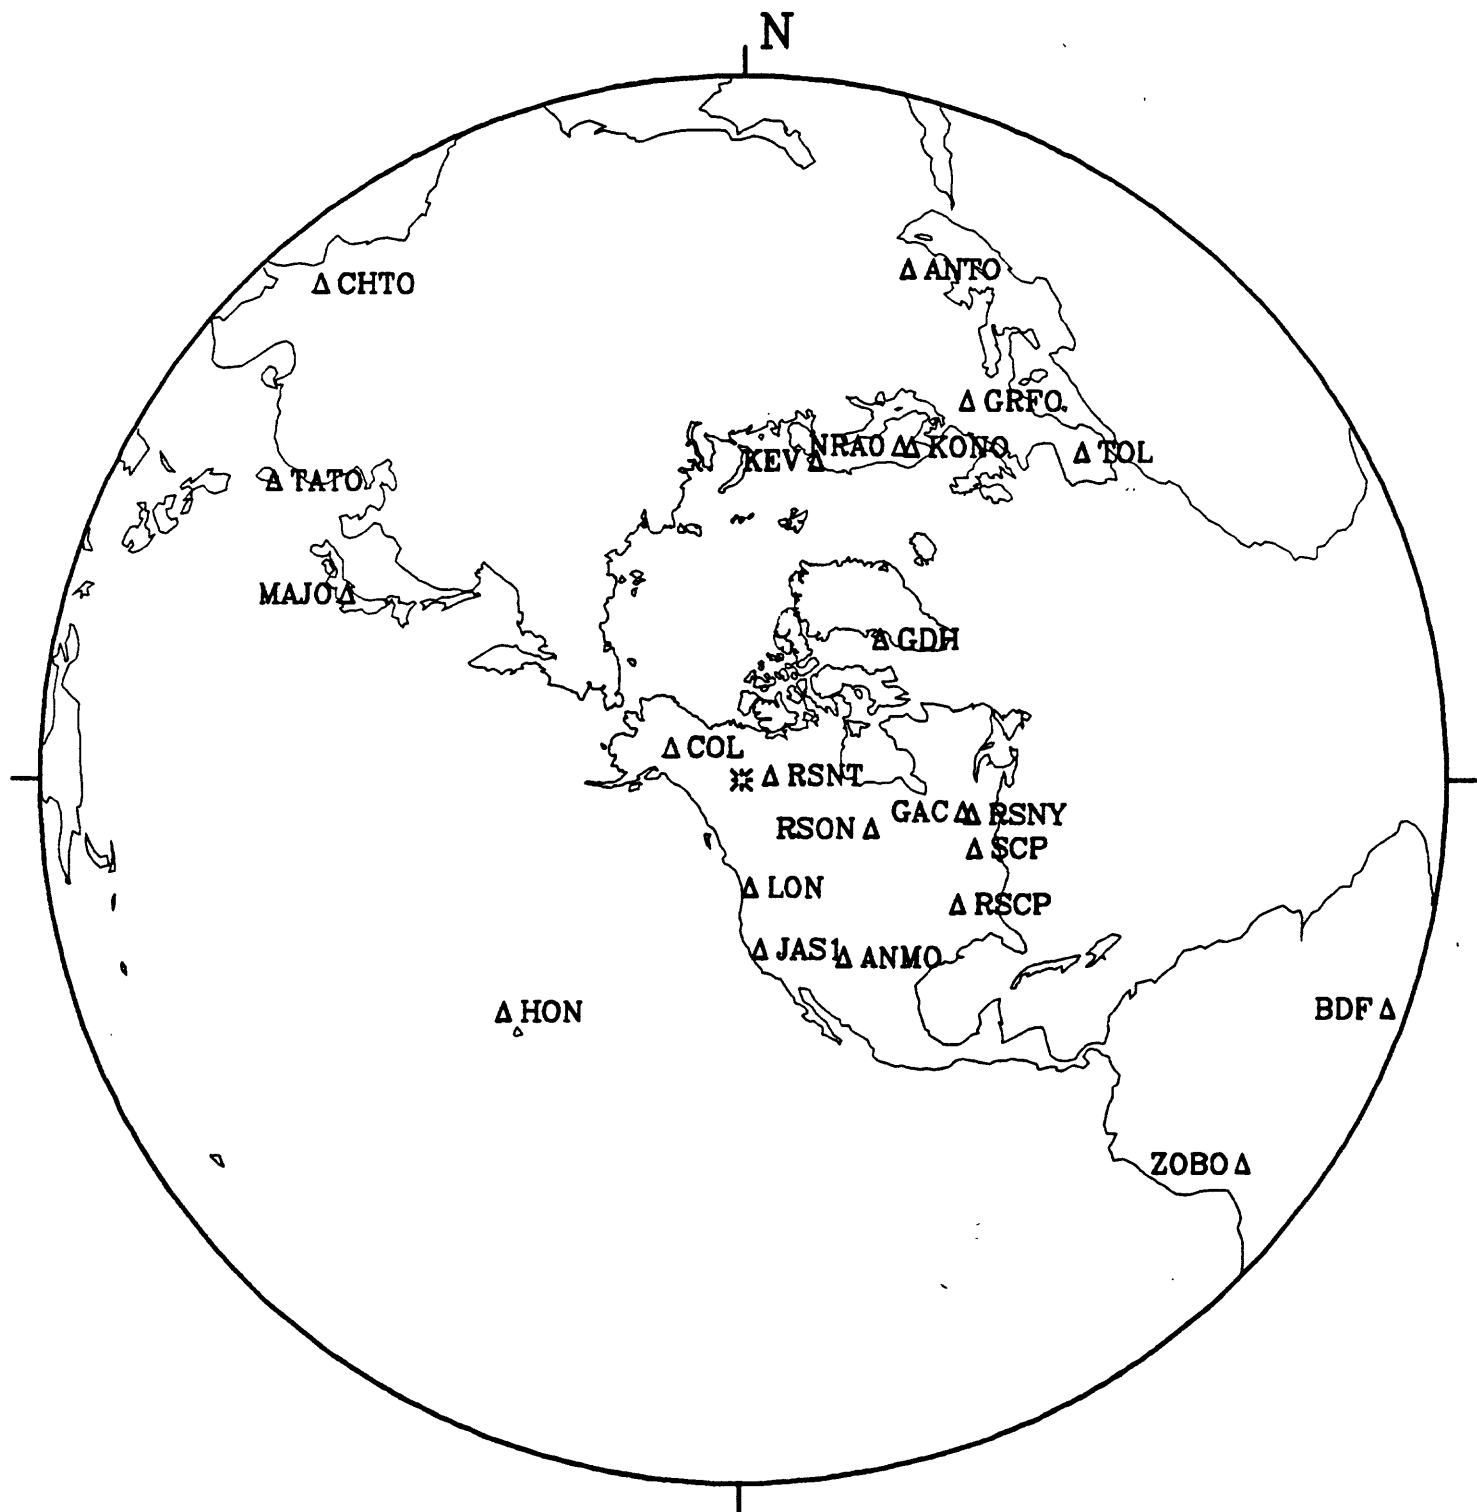 N
Δ CHTO
Δ ANTO
Δ GRFO
NRAO Δ
Δ KONO
Δ TOL
KEV Δ
Δ TATO
MAJO Δ
Δ GDH
Δ COL
Δ RSNT
GAC Δ
Δ RSNY
RSON Δ
Δ SCP
Δ LON
Δ RSCP
Δ JAS1
Δ ANMO
Δ HON
BDF Δ
ZOBO Δ